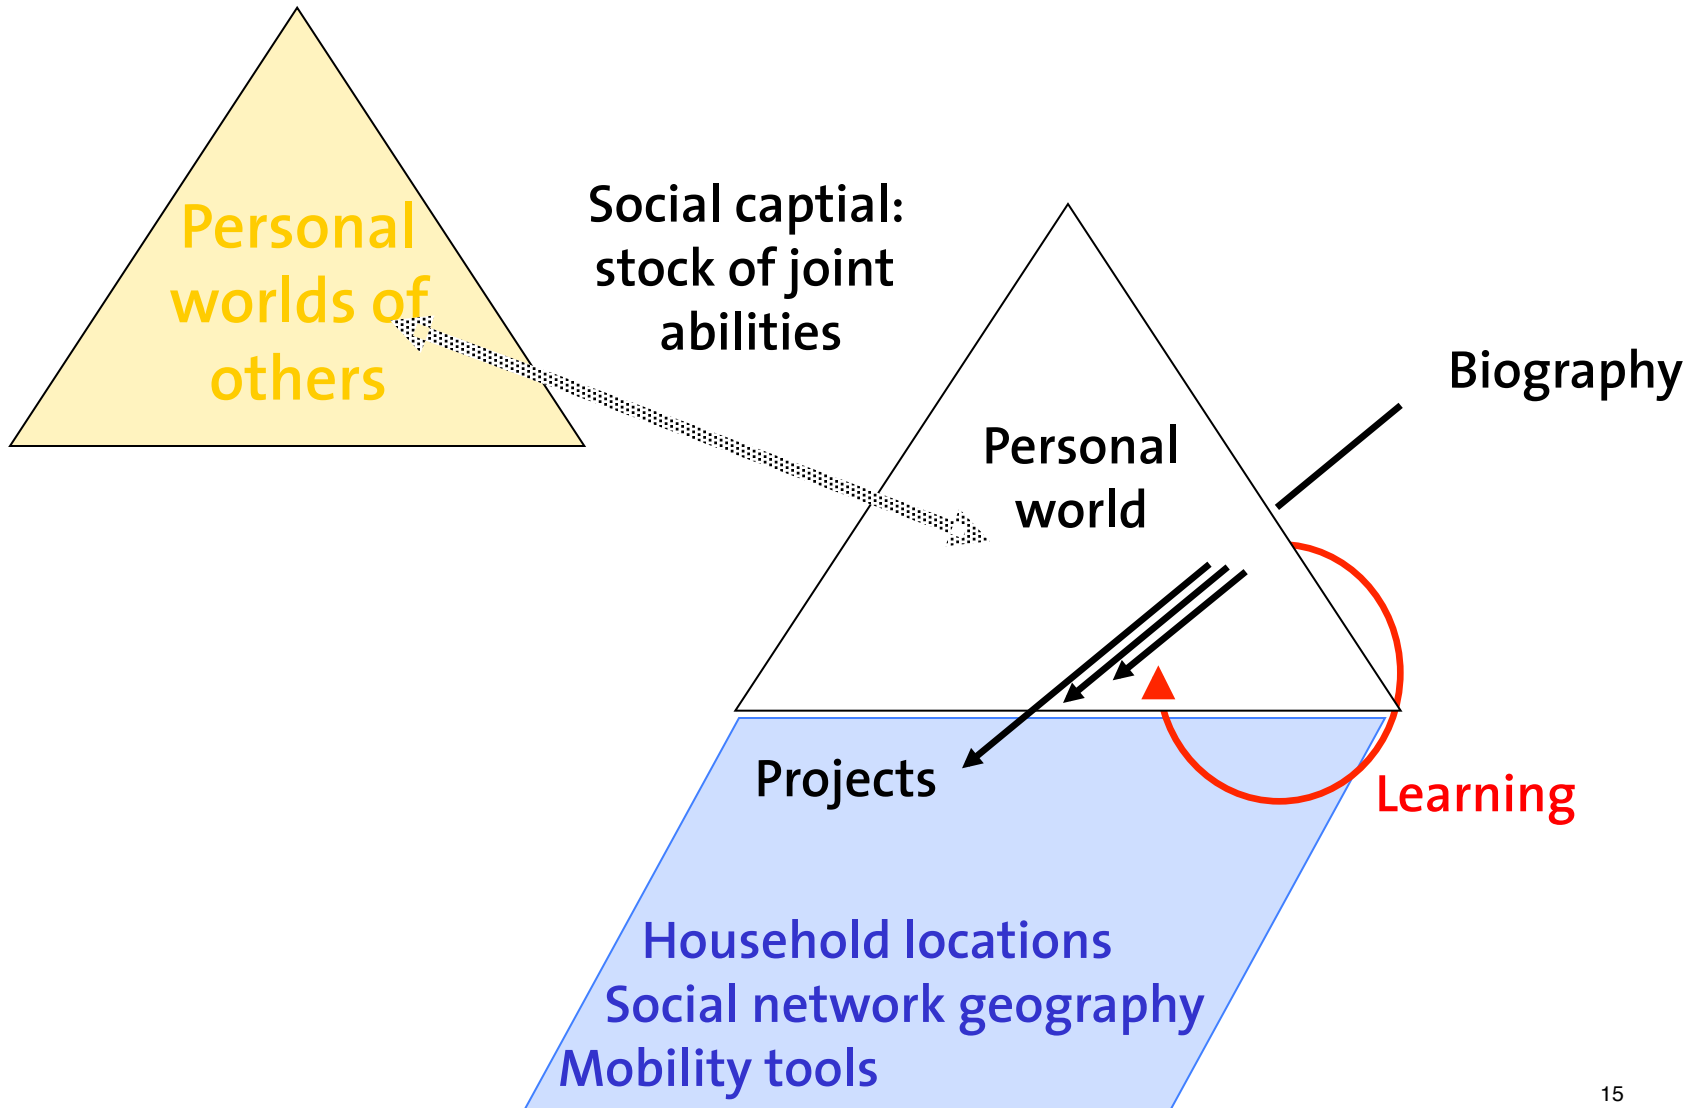 Personal
worlds of
others
Social captial:
stock of joint
abilities
Biography
Personal
world
Projects
Learning
Household locations
Social network geography
Mobility tools
15